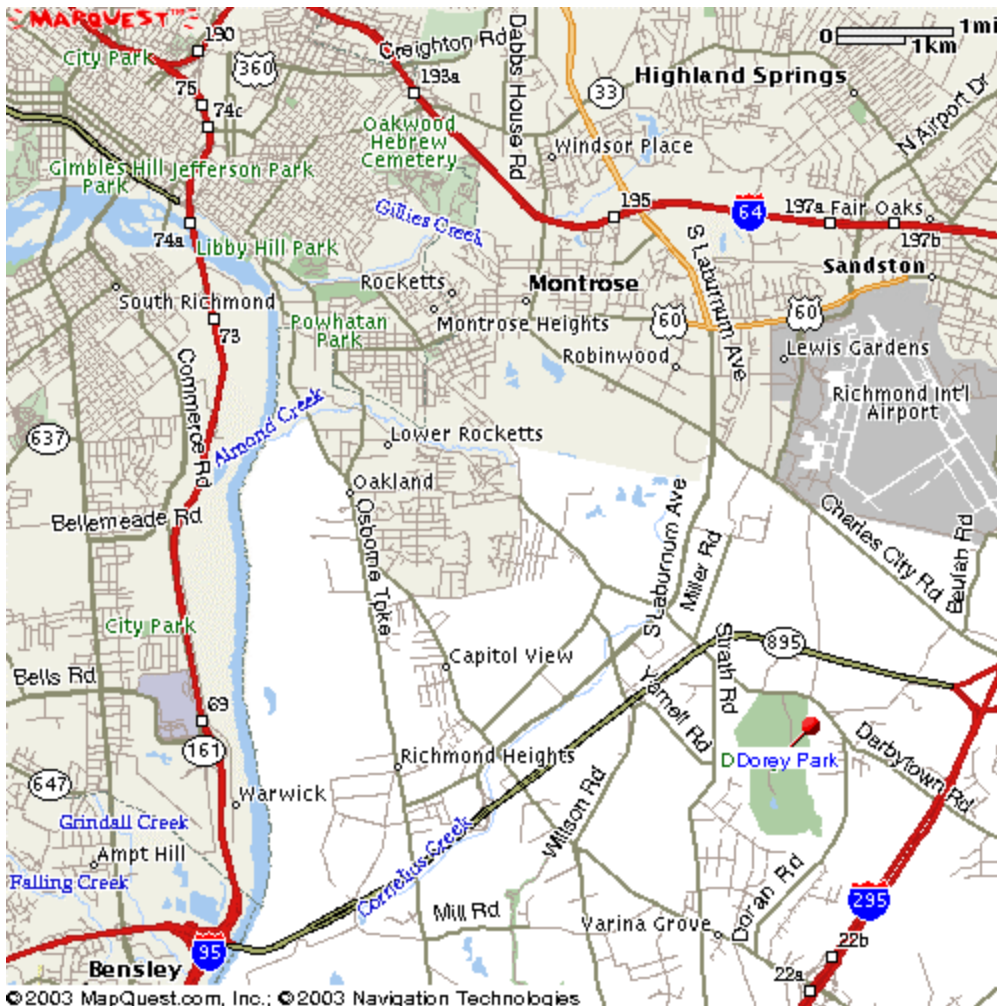 MAPQUEST
190
Creighton Rd
Dabbs House Rd
0
1mi
1km
City Park
360
193a
33
Highland Springs
75
74c
Oakwood
Hebrew
Cemetery
Windsor Place
N Airport Dr
Gimbles Hill
Park
Jefferson Park
195
64
197a
Fair Oaks
197b
Gillies Creek
74a
Libby Hill Park
S Laburnum Ave
Sandston
Rocketts
Montrose
South Richmond
73
Powhatan
Park
Montrose Heights
60
60
Robinwood
Lewis Gardens
Commerce Rd
Richmond Int'l
Airport
Almond Creek
637
Lower Rocketts
Oakland
Osborne Tpke
S Laburnum Ave
Charles City Rd
Bellemeade Rd
Miller Rd
Beulah Rd
City Park
Strath Rd
895
Capitol View
Bells Rd
Yarnell Rd
69
161
Richmond Heights
D
Dorey Park
Darbytown Rd
647
Warwick
Willson Rd
Grindall Creek
Ampt Hill
Cornelius Creek
Falling Creek
Doran Rd
295
Mill Rd
Varina Grove
22b
95
Bensley
22a
©2003 MapQuest.com, Inc.; ©2003 Navigation Technologies